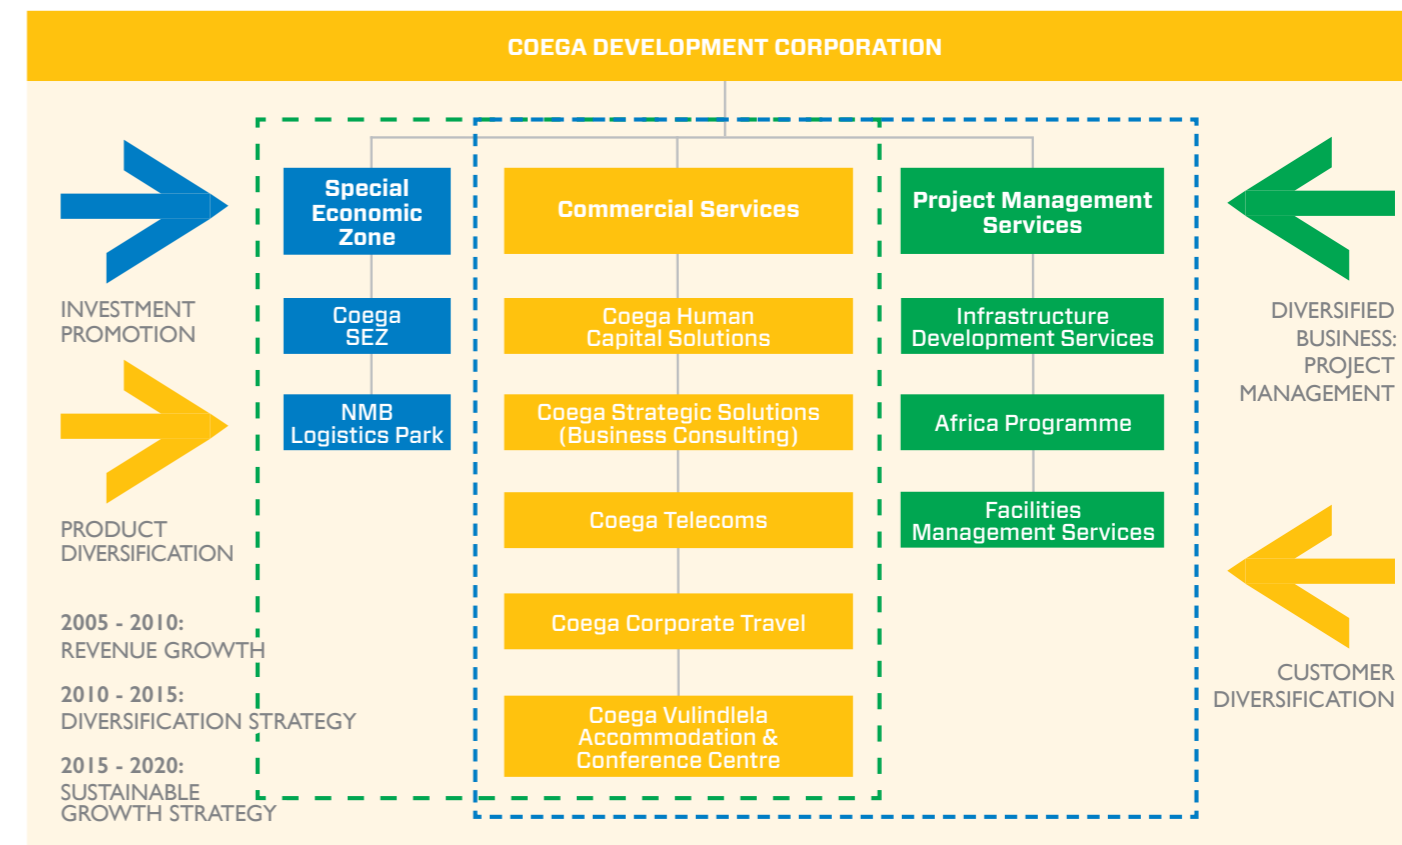 COEGA DEVELOPMENT CORPORATION
INVESTMENT
PROMOTION
PRODUCT
DIVERSIFICATION
2005 - 2010:
REVENUE GROWTH
2010 - 2015:
DIVERSIFICATION STRATEGY
2015 - 2020:
SUSTAINABLE
GROWTH STRATEGY
Special
Economic
Zone
Coega
SEZ
NMB
Logistics Park
Commercial Services
Coega Human
Capital Solutions
Coega Strategic Solutions
(Business Consulting)
Coega Telecoms
Coega Corporate Travel
Coega Vulindlela
Accommodation &
Conference Centre
Project Management
Services
Infrastructure
Development Services
Africa Programme
Facilities
Management Services
DIVERSIFIED
BUSINESS:
PROJECT
MANAGEMENT
CUSTOMER
DIVERSIFICATION